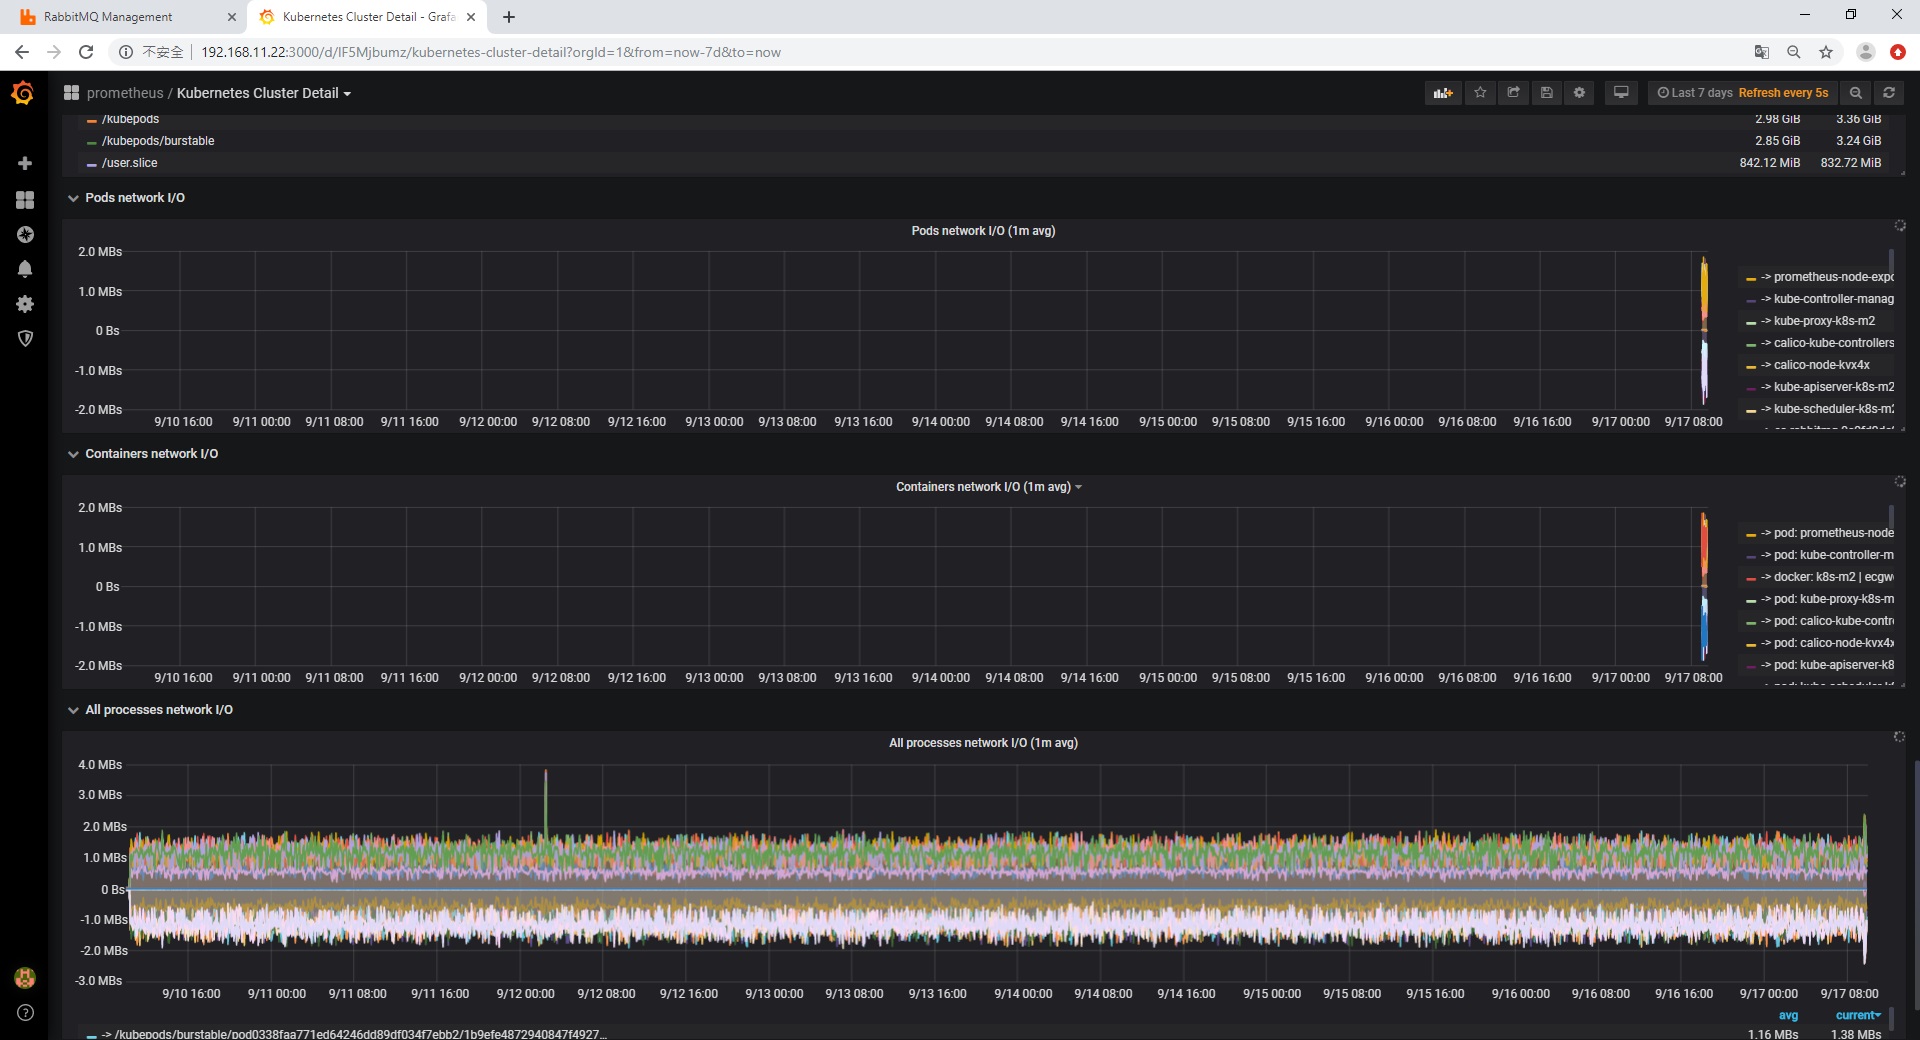 RabbitMQ Management
Kubernetes Cluster Detail - Grafa
不安全
192.168.11.22:3000/d/IF5Mjbumz/kubernetes-cluster-detail?orgId=1&from=now-7d&to=now
prometheus / Kubernetes Cluster Detail
Last 7 days Refresh every 5s
/kubepods 2.98 GiB 3.36 GiB
/kubepods/burstable 2.85 GiB 3.24 GiB
/user.slice 842.12 MiB 832.72 MiB
Pods network I/O
Pods network I/O (1m avg)
2.0 MBs
1.0 MBs
0 Bs
-1.0 MBs
-2.0 MBs
9/10 16:00 9/11 00:00 9/11 08:00 9/11 16:00 9/12 00:00 9/12 08:00 9/12 16:00 9/13 00:00 9/13 08:00 9/13 16:00 9/14 00:00 9/14 08:00 9/14 16:00 9/15 00:00 9/15 08:00 9/15 16:00 9/16 00:00 9/16 08:00 9/16 16:00 9/17 00:00 9/17 08:00
-> prometheus-node-expo
-> kube-controller-manag
-> kube-proxy-k8s-m2
-> calico-kube-controllers
-> calico-node-kvx4x
-> kube-apiserver-k8s-m2
-> kube-scheduler-k8s-m2
Containers network I/O
Containers network I/O (1m avg)
2.0 MBs
1.0 MBs
0 Bs
-1.0 MBs
-2.0 MBs
9/10 16:00 9/11 00:00 9/11 08:00 9/11 16:00 9/12 00:00 9/12 08:00 9/12 16:00 9/13 00:00 9/13 08:00 9/13 16:00 9/14 00:00 9/14 08:00 9/14 16:00 9/15 00:00 9/15 08:00 9/15 16:00 9/16 00:00 9/16 08:00 9/16 16:00 9/17 00:00 9/17 08:00
-> pod: prometheus-node
-> pod: kube-controller-m
-> docker: k8s-m2 | ecgw
-> pod: kube-proxy-k8s-m
-> pod: calico-kube-contr
-> pod: calico-node-kvx4x
-> pod: kube-apiserver-k8
All processes network I/O
All processes network I/O (1m avg)
4.0 MBs
3.0 MBs
2.0 MBs
1.0 MBs
0 Bs
-1.0 MBs
-2.0 MBs
-3.0 MBs
9/10 16:00 9/11 00:00 9/11 08:00 9/11 16:00 9/12 00:00 9/12 08:00 9/12 16:00 9/13 00:00 9/13 08:00 9/13 16:00 9/14 00:00 9/14 08:00 9/14 16:00 9/15 00:00 9/15 08:00 9/15 16:00 9/16 00:00 9/16 08:00 9/16 16:00 9/17 00:00 9/17 08:00
avg current
-> /kubepods/burstable/pod0338faa771ed64246dd89df034f7ebb2/1b9efe4872940847f4927... 1.16 MBs 1.38 MBs